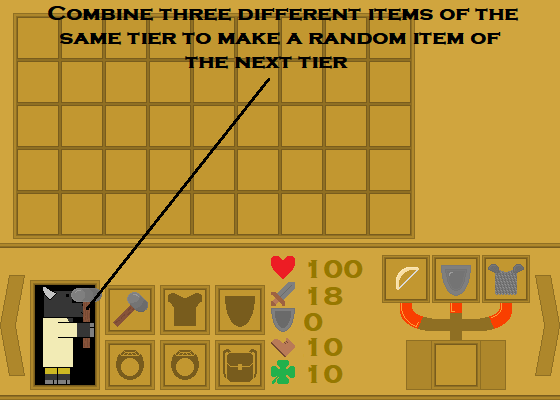 Combine three different items of the
same tier to make a random item of
the next tier
100
18
0
10
10